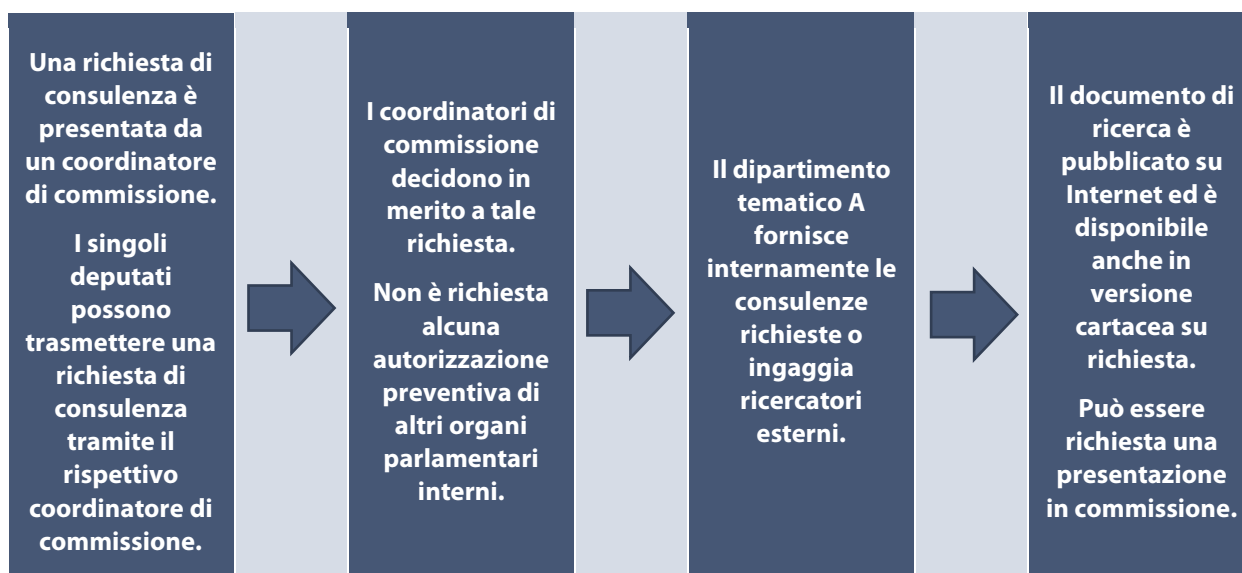 Una richiesta di
consulenza è
presentata da
un coordinatore
di commissione.
I singoli
deputati
possono
trasmettere una
richiesta di
consulenza
tramite il
rispettivo
coordinatore di
commissione.
I coordinatori di
commissione
decidono in
merito a tale
richiesta.
Non è richiesta
alcuna
autorizzazione
preventiva di
altri organi
parlamentari
interni.
Il dipartimento
tematico A
fornisce
internamente le
consulenze
richieste o
ingaggia
ricercatori
esterni.
Il documento di
ricerca è
pubblicato su
Internet ed è
disponibile
anche in
versione
cartacea su
richiesta.
Può essere
richiesta una
presentazione
in commissione.